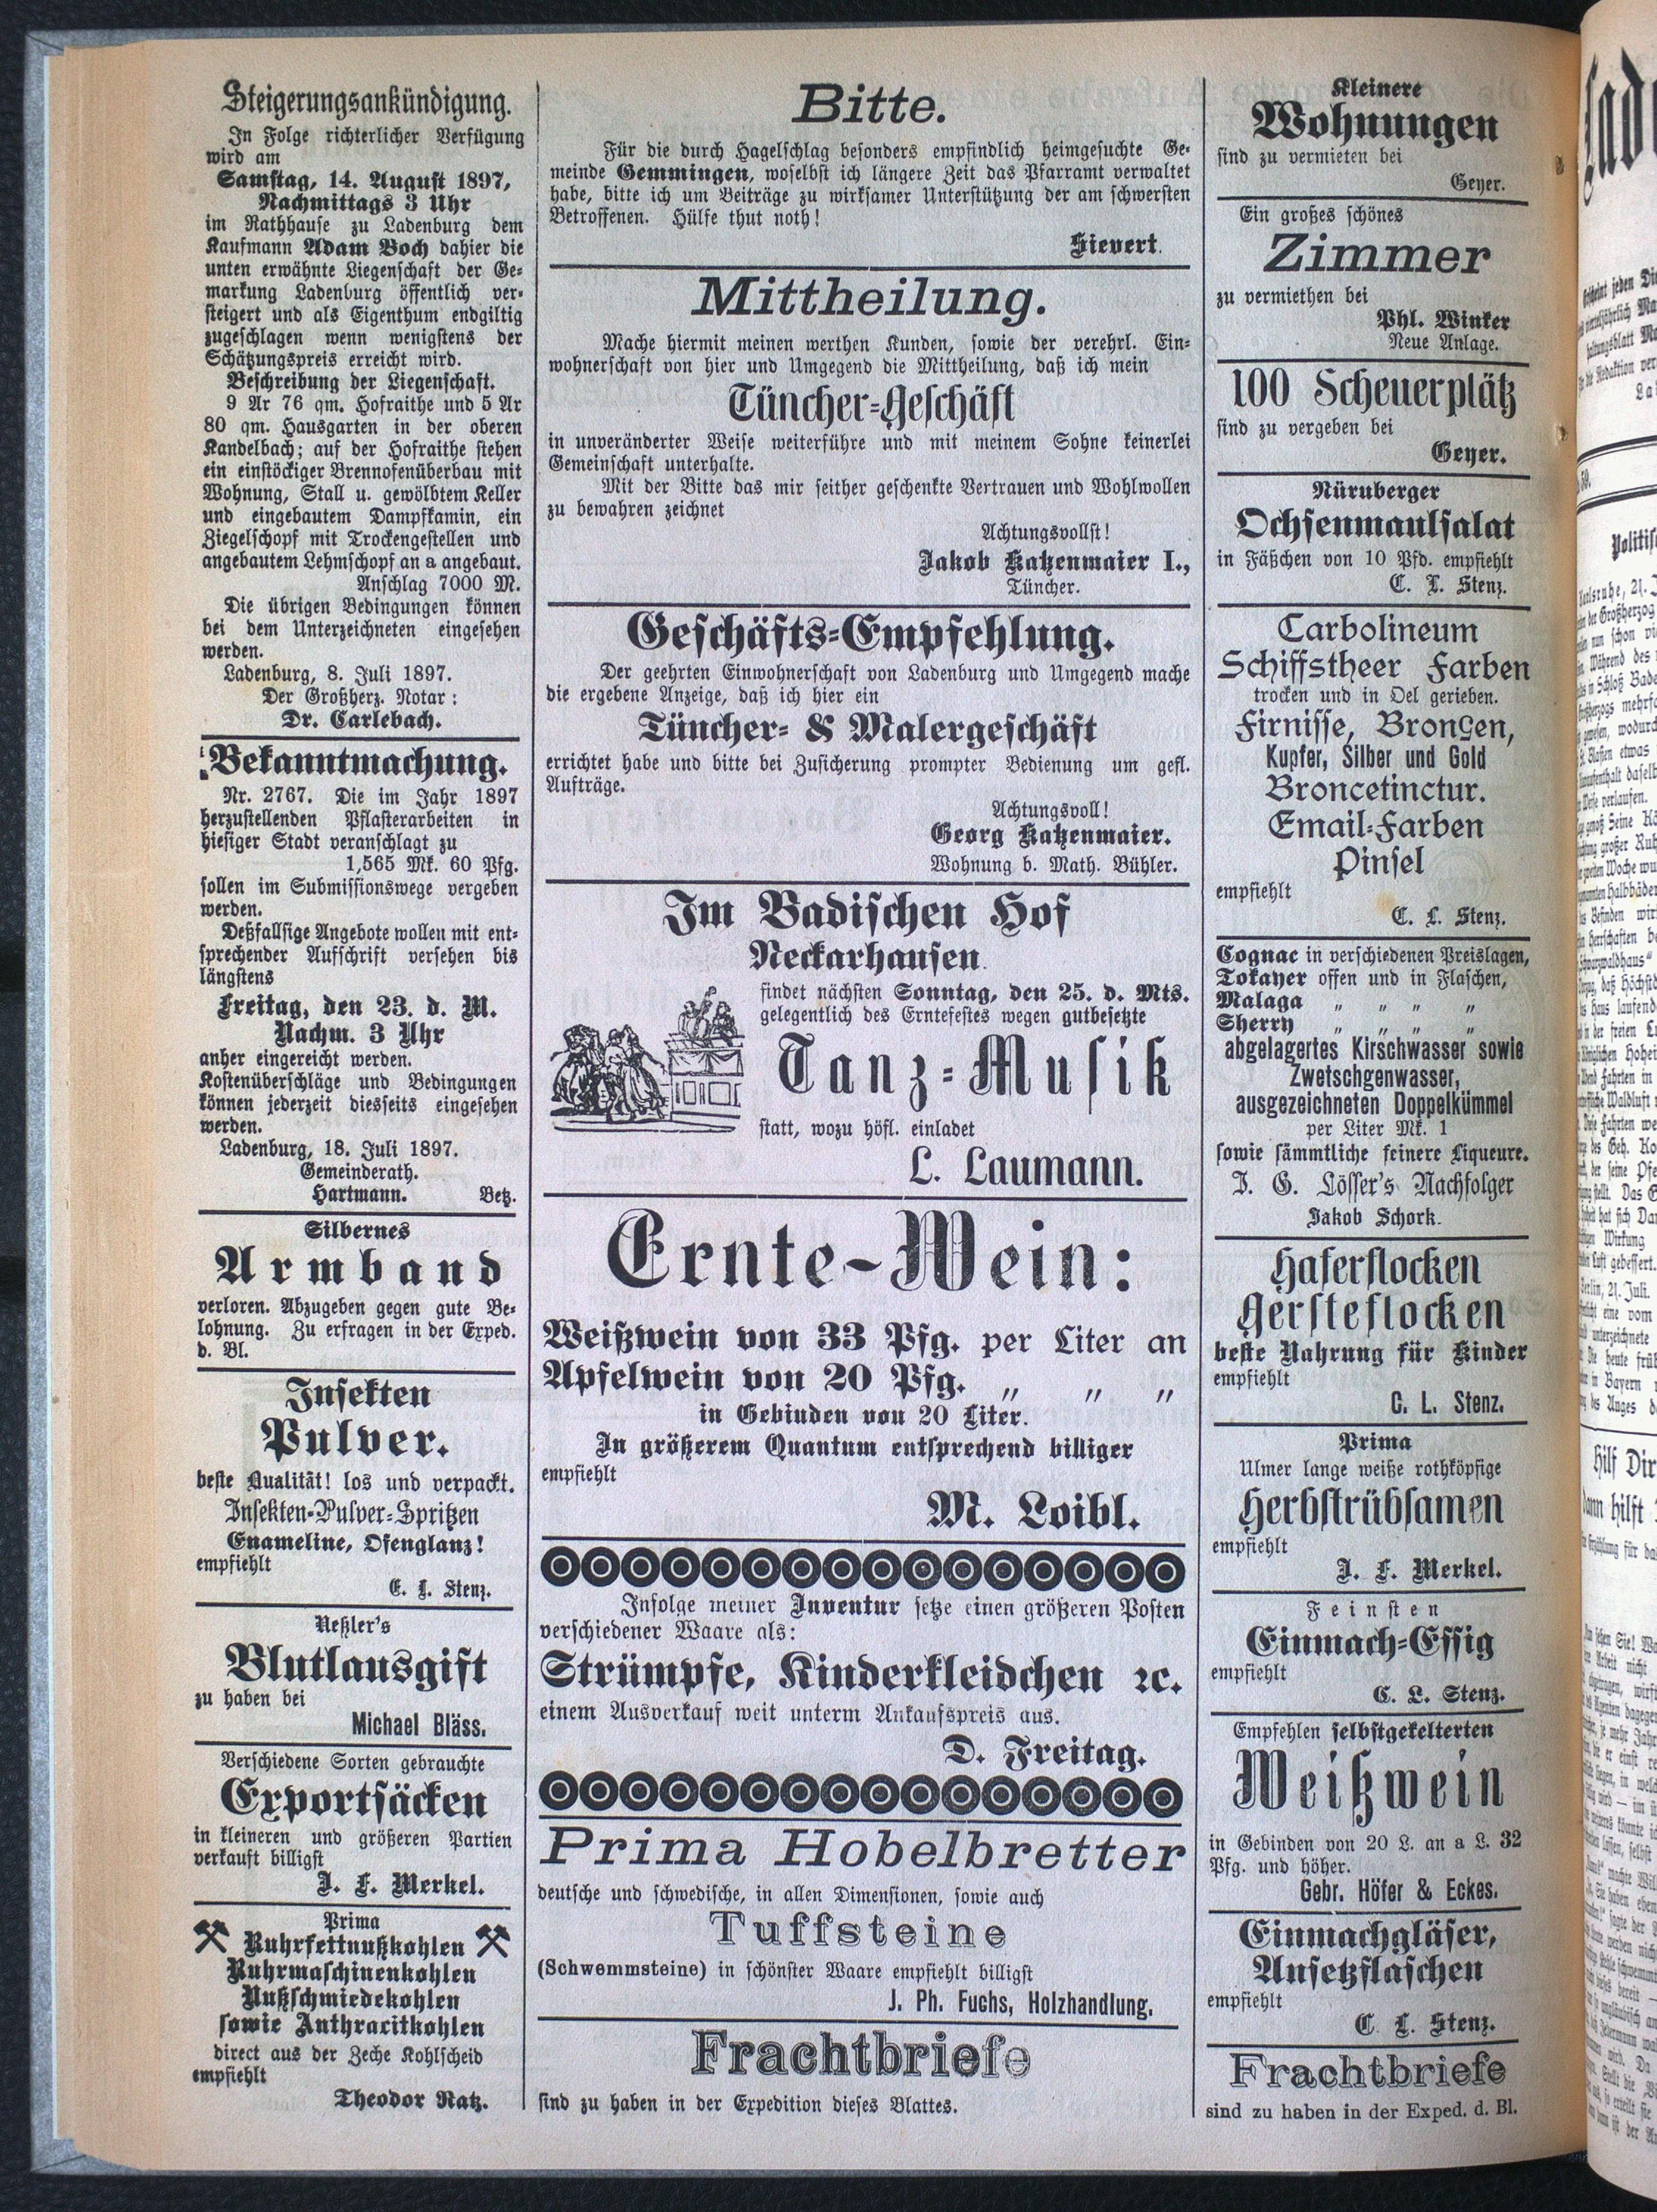 Steigerungsankündigung.
In Folge richterlicher Verfügung
wird am
Samstag, 14. August 1897,
Nachmittags 3 Uhr
im Rathhause zu Ladenburg dem
Kaufmann Adam Boch dahier die
unten erwähnte Liegenschaft der Ge-
markung Ladenburg öffentlich ver-
steigert und als Eigenthum endgiltig
zugeschlagen wenn wenigstens der
Schätzungspreis erreicht wird.
Beschreibung der Liegenschaft.
9 Ar 76 qm. Hofraithe und 5 Ar
80 qm. Hausgarten in der oberen
Kandelbach; auf der Hofraithe stehen
ein einstöckiger Brennofenüberbau mit
Wohnung, Stall u. gewölbtem Keller
und eingebautem Dampfkamin, ein
Ziegelschopf mit Trockengestellen und
angebautem Lehmschopf an a angebaut.
Anschlag 7000 M.
Die übrigen Bedingungen können
bei dem Unterzeichneten eingesehen
werden.
Ladenburg, 8. Juli 1897.
Der Großherz. Notar:
Dr. Carlebach.
Bekanntmachung.
Nr. 2767. Die im Jahr 1897
herzustellenden Pflasterarbeiten in
hiesiger Stadt veranschlagt zu
1,565 Mk. 60 Pfg.
sollen im Submissionswege vergeben
werden.
Deßfallsige Angebote wollen mit ent-
sprechender Aufschrift versehen bis
längstens
Freitag, den 23. d. M.
Nachm. 3 Uhr
anher eingereicht werden.
Kostenüberschläge und Bedingungen
können jederzeit diesseits eingesehen
werden.
Ladenburg, 18. Juli 1897.
Gemeinderath.
Hartmann. Betz.
Silbernes
Armband
verloren. Abzugeben gegen gute Be-
lohnung. Zu erfragen in der Exped.
d. Bl.
Insekten
Pulver.
beste Qualität! los und verpackt.
Insekten-Pulver-Spritzen
Enameline, Ofenglanz!
empfiehlt
C. L. Stenz.
Neßler's
Blutlausgift
zu haben bei
Michael Bläss.
Verschiedene Sorten gebrauchte
Exportsäcken
in kleineren und größeren Partien
verkauft billigst
J. F. Merkel.
Prima
Ruhrfettnußkohlen
Ruhrmaschinenkohlen
Nußschmiedekohlen
sowie Anthracitkohlen
direct aus der Zeche Kohlscheid
empfiehlt
Theodor Ratz.
Bitte.
Für die durch Hagelschlag besonders empfindlich heimgesuchte Ge-
meinde Gemmingen, woselbst ich längere Zeit das Pfarramt verwaltet
habe, bitte ich um Beiträge zu wirksamer Unterstützung der am schwersten
Betroffenen. Hülfe thut noth!
Sievert.
Mittheilung.
Mache hiermit meinen werthen Kunden, sowie der verehrl. Ein-
wohnerschaft von hier und Umgegend die Mittheilung, daß ich mein
Tüncher-Geschäft
in unveränderter Weise weiterführe und mit meinem Sohne keinerlei
Gemeinschaft unterhalte.
Mit der Bitte das mir seither geschenkte Vertrauen und Wohlwollen
zu bewahren zeichnet
Achtungsvollst!
Jakob Katzenmaier I.,
Tüncher.
Geschäfts-Empfehlung.
Der geehrten Einwohnerschaft von Ladenburg und Umgegend mache
die ergebene Anzeige, daß ich hier ein
Tüncher- & Malergeschäft
errichtet habe und bitte bei Zusicherung prompter Bedienung um gefl.
Aufträge.
Achtungsvoll!
Georg Katzenmaier.
Wohnung b. Math. Bühler.
Im Badischen Hof
Neckarhausen.
findet nächsten Sonntag, den 25. d. Mts.
gelegentlich des Erntefestes wegen gutbesetzte
Tanz-Musik
statt, wozu höfl. einladet
L. Laumann.
Ernte-Wein:
Weißwein von 33 Pfg. per Liter an
Apfelwein von 20 Pfg. „ „ „
in Gebinden von 20 Liter.
In größerem Quantum entsprechend billiger
empfiehlt
M. Loibl.
Infolge meiner Inventur setze einen größeren Posten
verschiedener Waare als:
Strümpfe, Kinderkleidchen ꝛc.
einem Ausverkauf weit unterm Ankaufspreis aus.
D. Freitag.
Prima Hobelbretter
deutsche und schwedische, in allen Dimensionen, sowie auch
Tuffsteine
(Schwemmsteine) in schönster Waare empfiehlt billigst
J. Ph. Fuchs, Holzhandlung.
Frachtbriefe
sind zu haben in der Expedition dieses Blattes.
Kleinere
Wohnungen
sind zu vermieten bei
Geyer.
Ein großes schönes
Zimmer
zu vermiethen bei
Phl. Winker
Neue Anlage.
100 Scheuerplätz
sind zu vergeben bei
Geyer.
Nürnberger
Ochsenmaulsalat
in Fäßchen von 10 Pfd. empfiehlt
C. L. Stenz.
Carbolineum
Schiffstheer Farben
trocken und in Oel gerieben.
Firnisse, Broncen,
Kupfer, Silber und Gold
Broncetinctur.
Email-Farben
Pinsel
empfiehlt
C. L. Stenz.
Cognac in verschiedenen Preislagen,
Tokayer offen und in Flaschen,
Malaga „ „ „ „
Sherry „ „ „ „
abgelagertes Kirschwasser sowie
Zwetschgenwasser,
ausgezeichneten Doppelkümmel
per Liter Mk. 1
sowie sämmtliche feinere Liqueure.
J. G. Lösser's Nachfolger
Jakob Schork.
Haferflocken
Gersteflocken
beste Nahrung für Kinder
empfiehlt
C. L. Stenz.
Prima
Ulmer lange weiße rothköpfige
Herbstrübsamen
empfiehlt
J. F. Merkel.
Feinsten
Einmach-Essig
empfiehlt
C. L. Stenz.
Empfehlen selbstgekelterten
Weißwein
in Gebinden von 20 L. an a L. 32
Pfg. und höher.
Gebr. Höfer & Eckes.
Einmachgläser,
Ansetzflaschen
empfiehlt
C. L. Stenz.
Frachtbriefe
sind zu haben in der Exped. d. Bl.